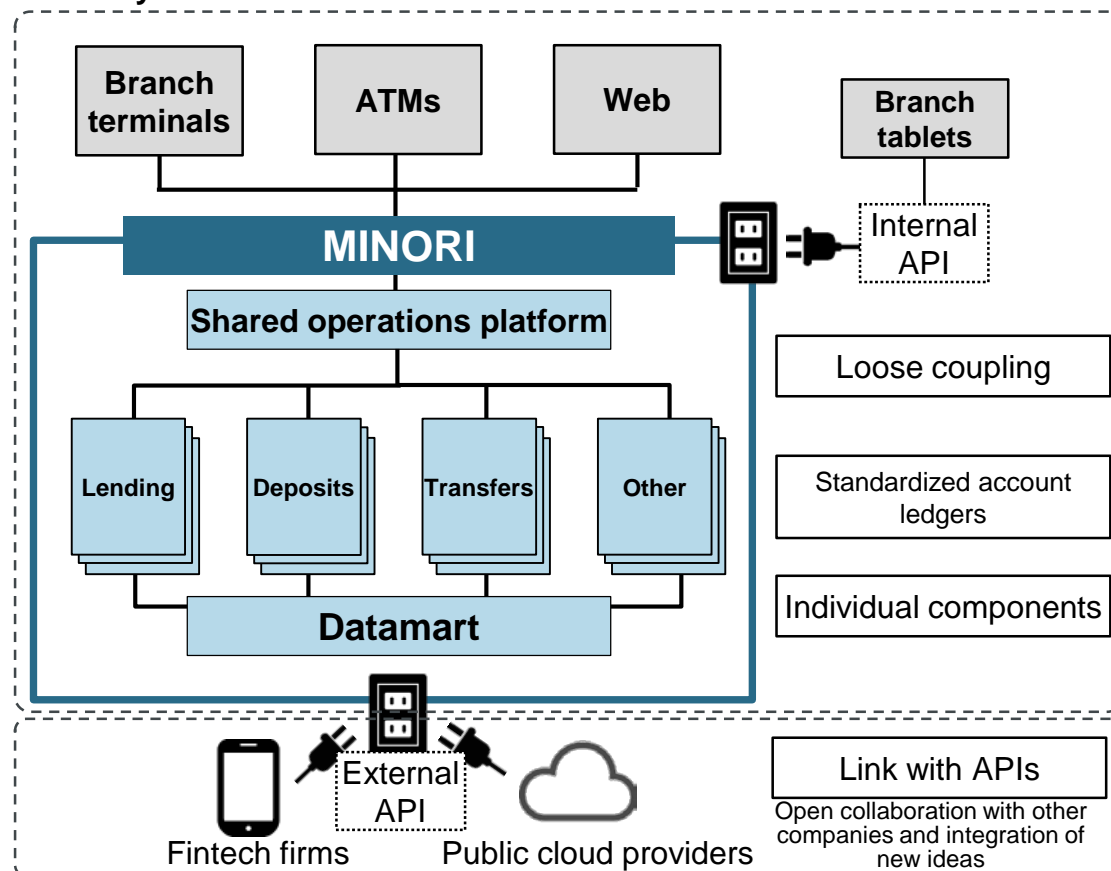 Branch
terminals
ATMs
Web
Branch
tablets
MINORI
Internal
API
Shared operations platform
Loose coupling
Lending
Deposits
Transfers
Other
Standardized account
ledgers
Individual components
Datamart
External
API
Fintech firms
Public cloud providers
Link with APIs
Open collaboration with other
companies and integration of
new ideas